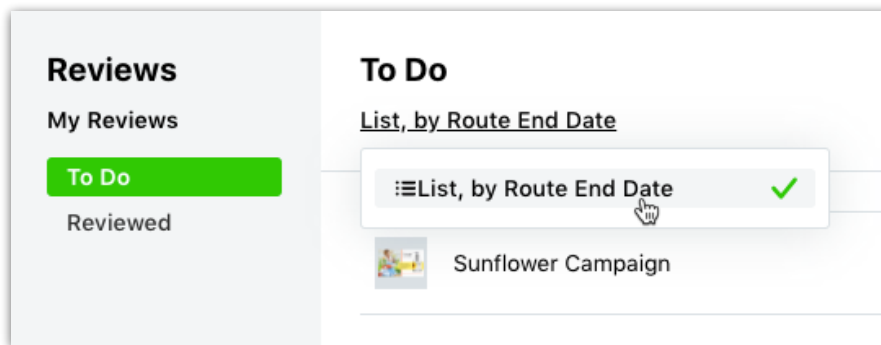 Reviews
My Reviews
To Do
Reviewed
To Do
List, by Route End Date
List, by Route End Date
Sunflower Campaign